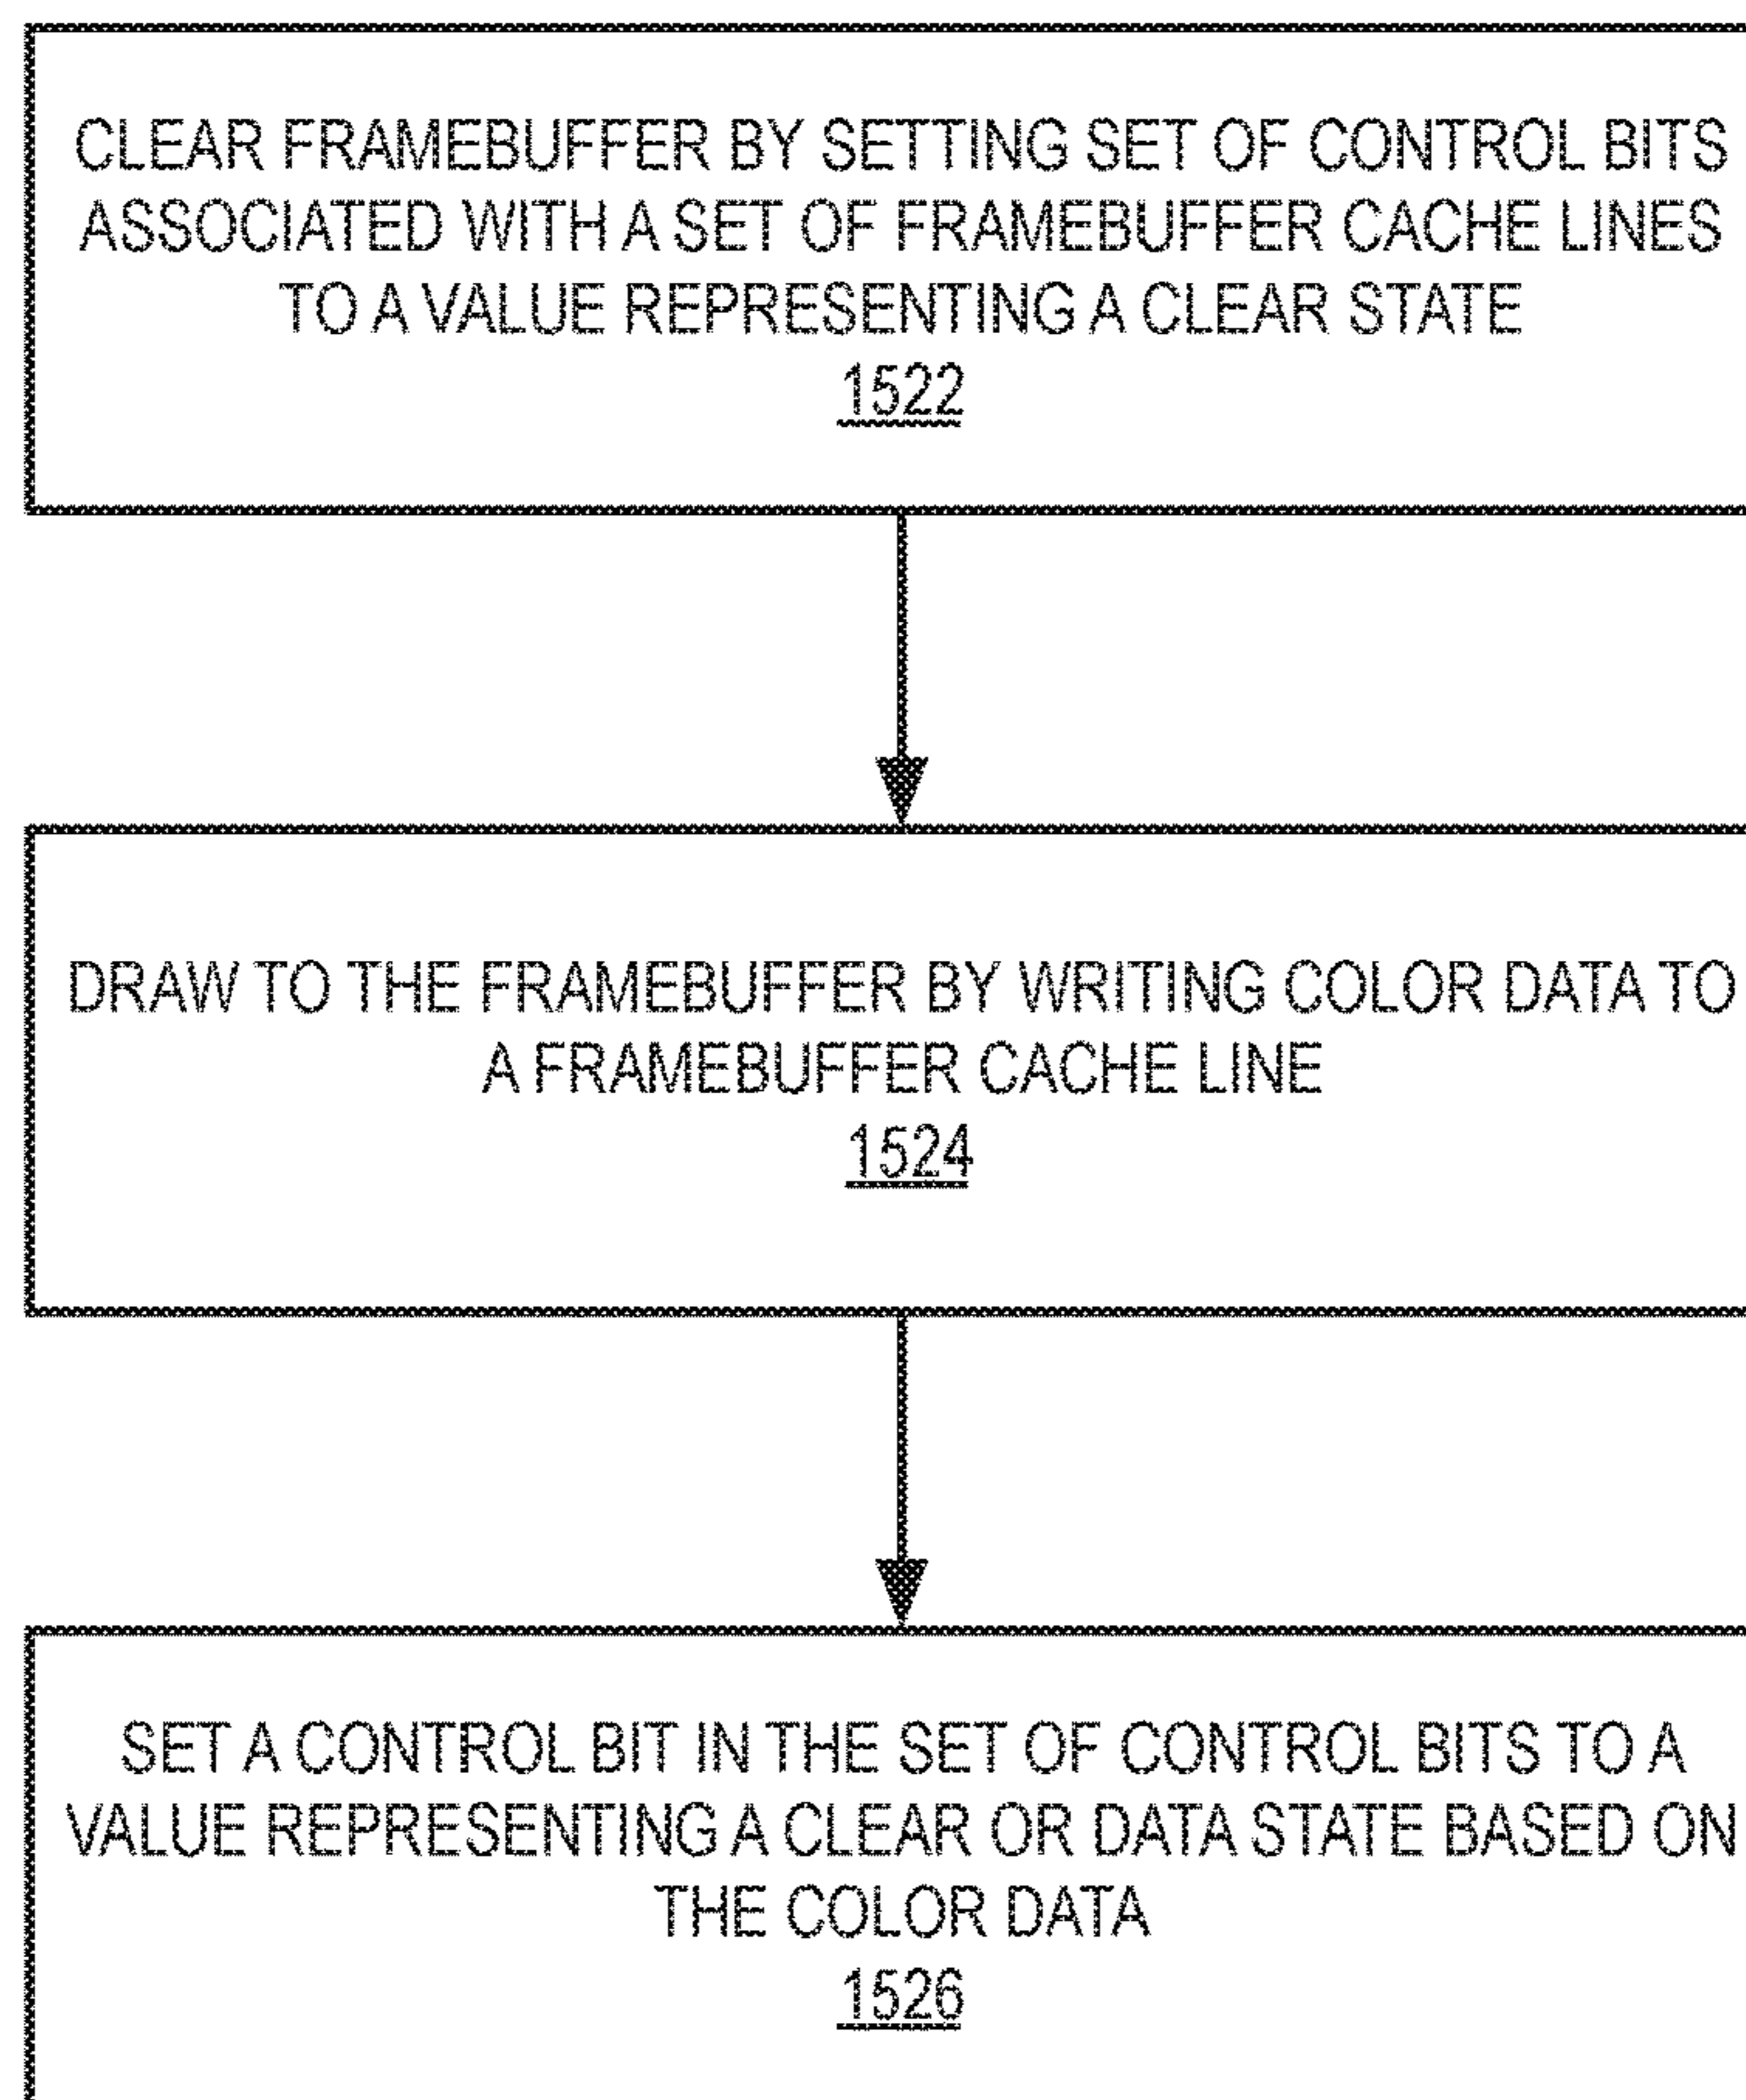 CLEAR FRAMEBUFFER BY SETTING SET OF CONTROL BITS
ASSOCIATED WITH A SET OF FRAMEBUFFER CACHE LINES
TO A VALUE REPRESENTING A CLEAR STATE
1522
DRAW TO THE FRAMEBUFFER BY WRITING COLOR DATA TO
A FRAMEBUFFER CACHE LINE
1524
SET A CONTROL BIT IN THE SET OF CONTROL BITS TO A
VALUE REPRESENTING A CLEAR OR DATA STATE BASED ON
THE COLOR DATA
1526